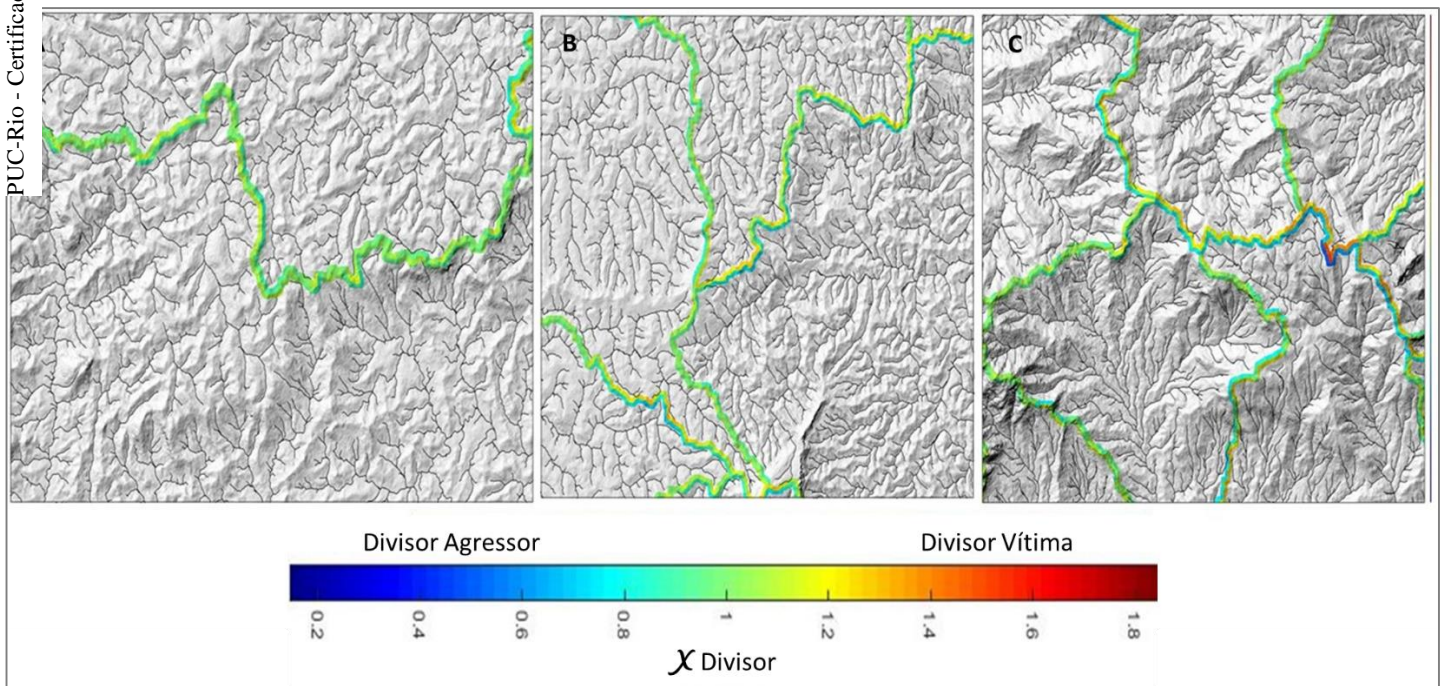 PUC-Rio - Certificaç
B
C
Divisor Agressor
Divisor Vítima
0.2 0.4 0.6 0.8 1 1.2 1.4 1.6 1.8
χ Divisor